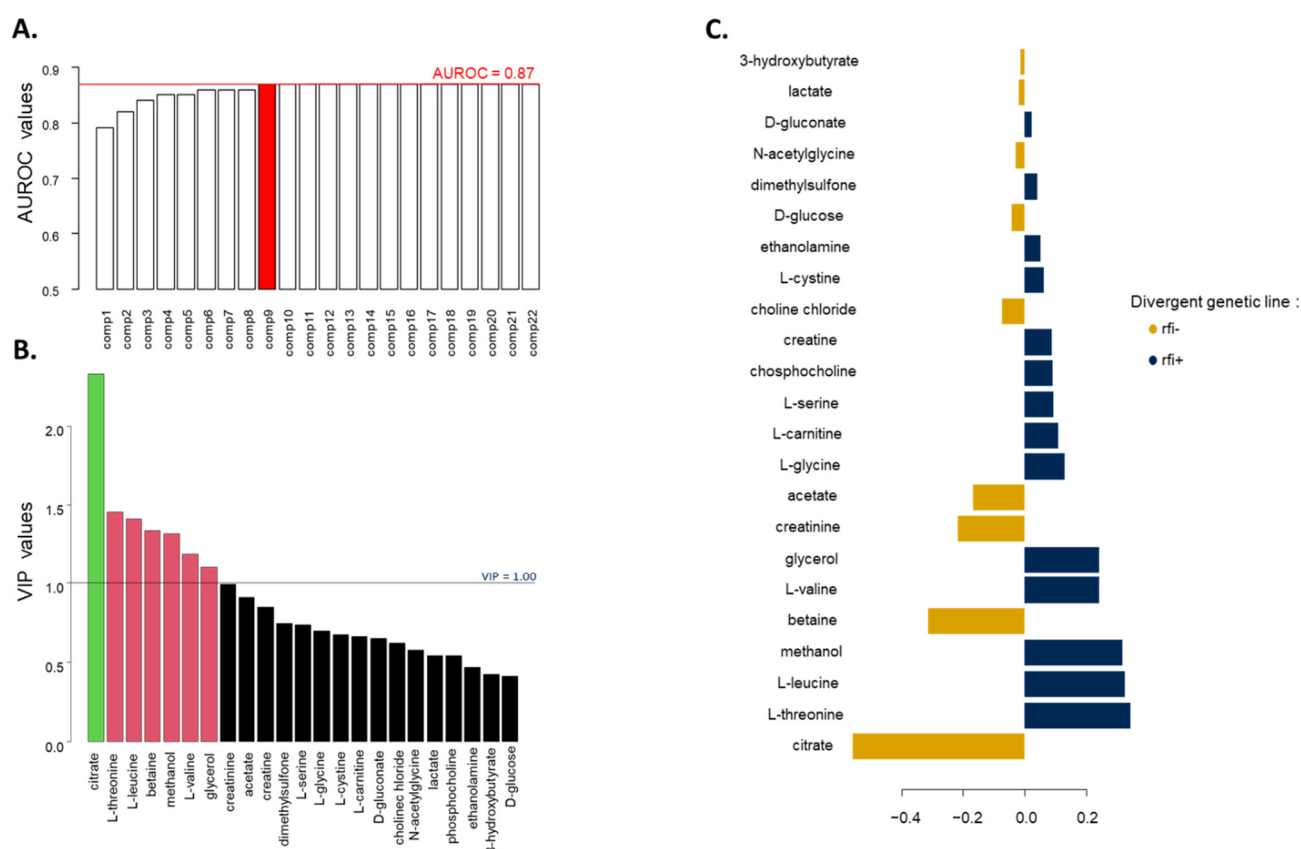 A.
AUROC values
0.9
0.8
0.7
0.6
0.5
AUROC = 0.87
comp1
comp2
comp3
comp4
comp5
comp6
comp7
comp8
comp9
comp10
comp11
comp12
comp13
comp14
comp15
comp16
comp17
comp18
comp19
comp20
comp21
comp22
B.
VIP values
2.0
1.5
1.0
0.5
0.0
VIP = 1.00
citrate
L-threonine
L-leucine
betaine
methanol
L-valine
glycerol
creatinine
acetate
creatine
dimethylsulfone
L-serine
L-glycine
L-cystine
L-carnitine
D-gluconate
cholinec hloride
N-acetylglycine
lactate
phosphocholine
ethanolamine
3-hydroxybutyrate
D-glucose
C.
3-hydroxybutyrate
lactate
D-gluconate
N-acetylglycine
dimethylsulfone
D-glucose
ethanolamine
L-cystine
choline chloride
creatine
chosphocholine
L-serine
L-carnitine
L-glycine
acetate
creatinine
glycerol
L-valine
betaine
methanol
L-leucine
L-threonine
citrate
−0.4
−0.2
0.0
0.2
Divergent genetic line :
rfi-
rfi+